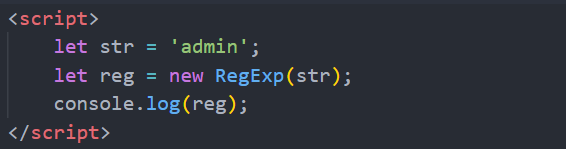 <script>
    let str = 'admin';
    let reg = new RegExp(str);
    console.log(reg);
</script>